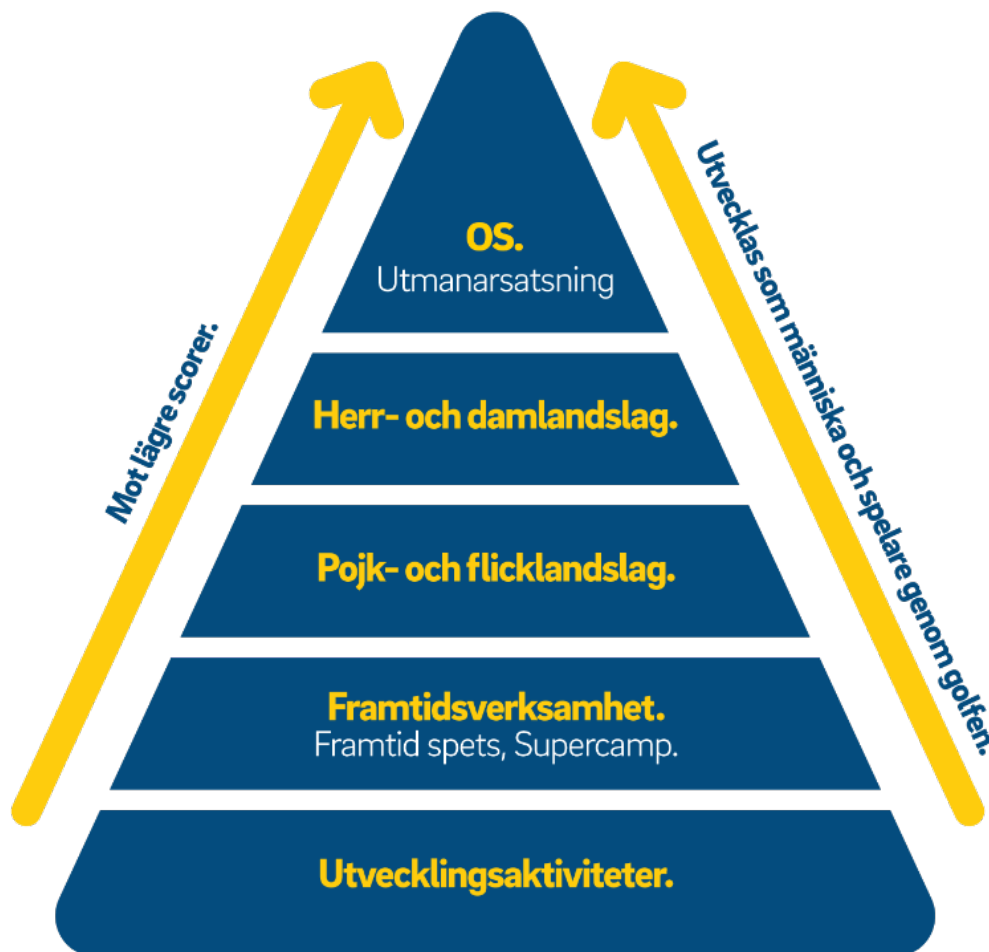 OS.
Utmanarsatsning
Herr- och damlandslag.
Pojk- och flicklandslag.
Framtidsverksamhet.
Framtid spets, Supercamp.
Utvecklingsaktiviteter.
Mot lägre scorer.
Utvecklas som människa och spelare genom golfen.